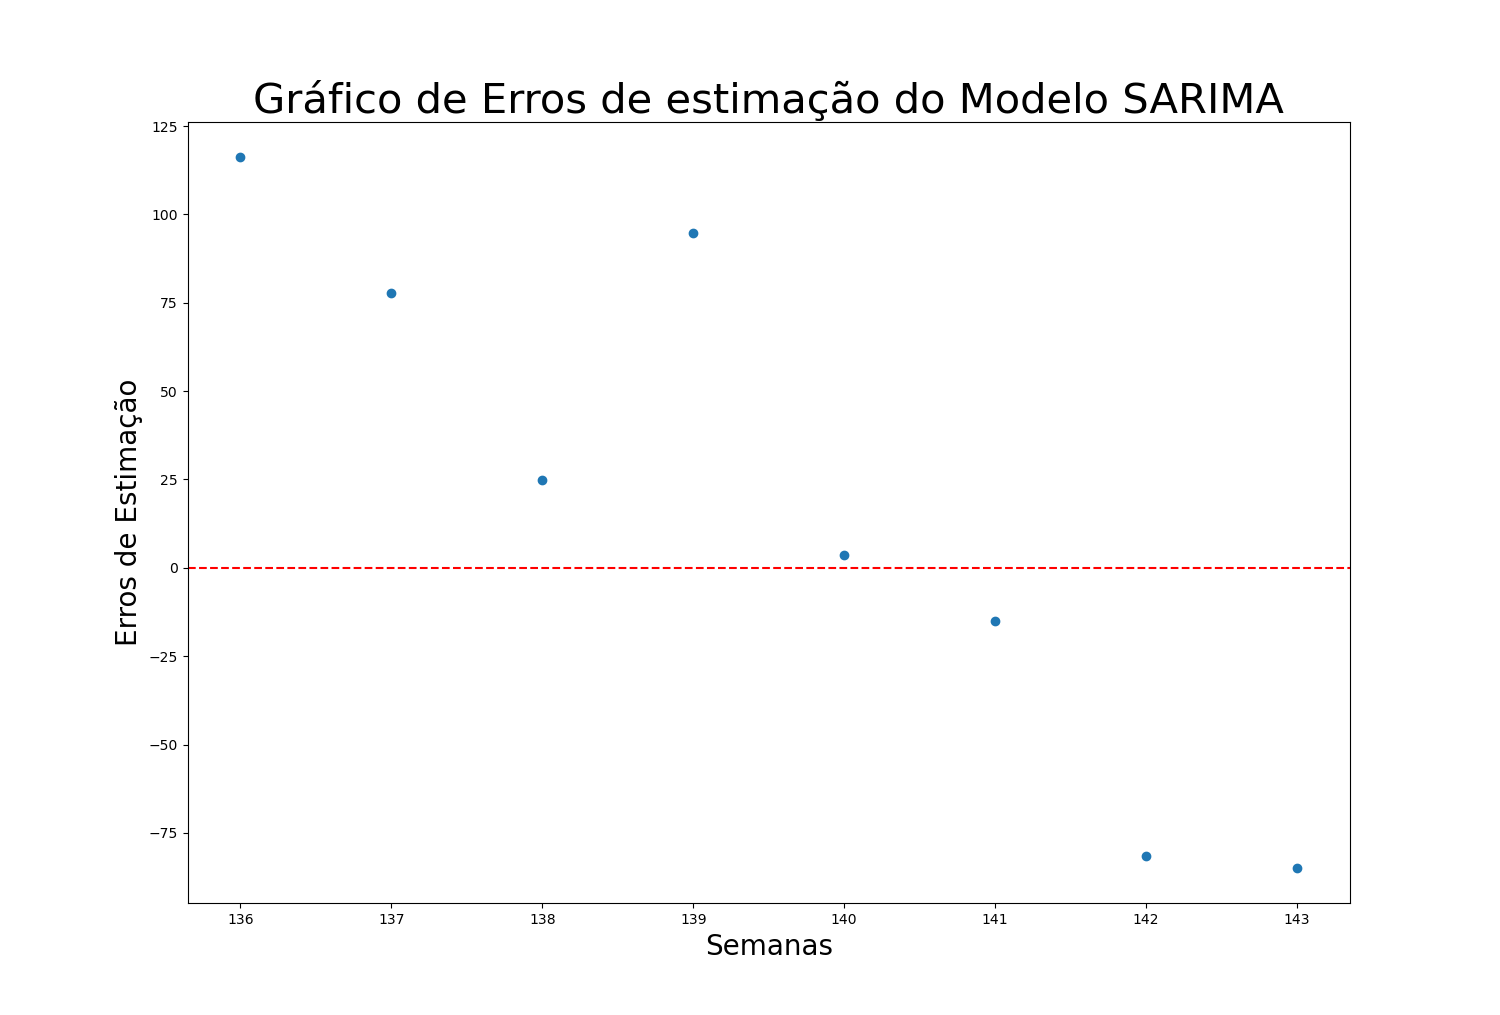 Gráfico de Erros de estimação do Modelo SARIMA
125
100
75
50
25
0
−25
−50
−75
Erros de Estimação
136 137 138 139 140 141 142 143
Semanas